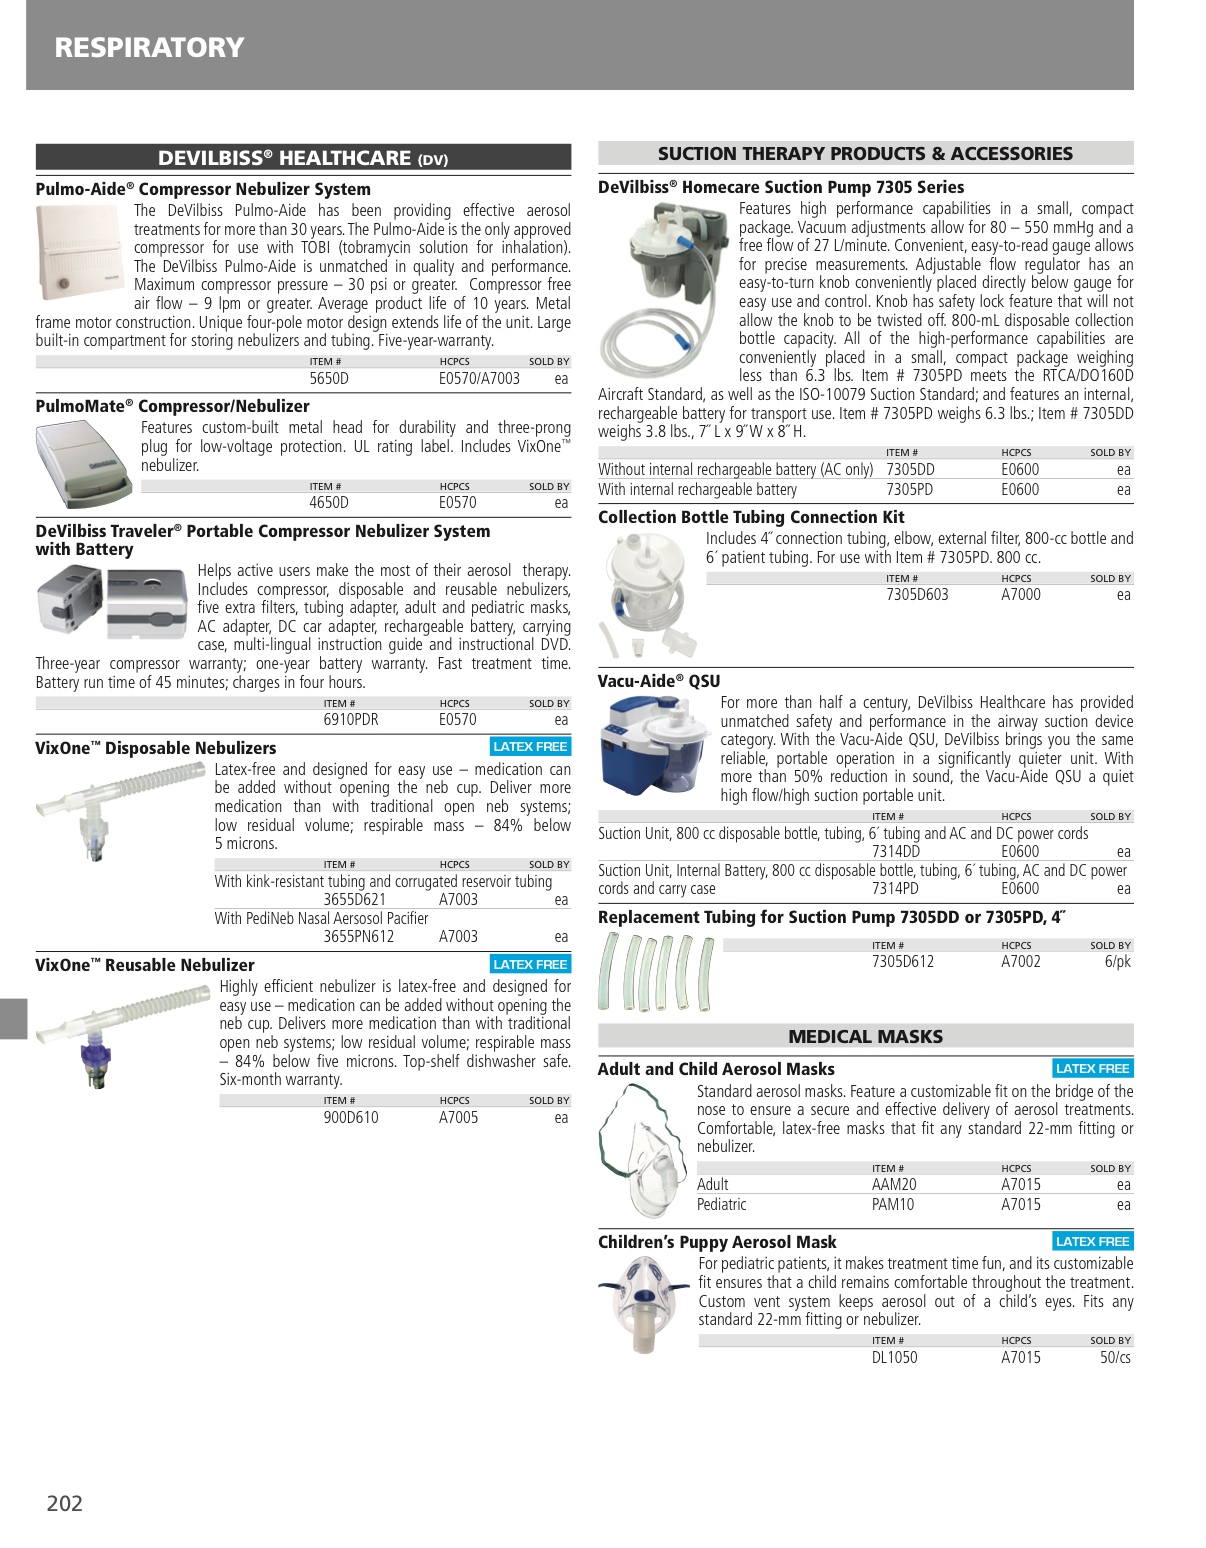 RESPIRATORY
DEVILBISS® HEALTHCARE (DV)
Pulmo-Aide® Compressor Nebulizer System
The DeVilbiss Pulmo-Aide has been providing effective aerosol
treatments for more than 30 years. The Pulmo-Aide is the only approved
compressor for use with TOBI (tobramycin solution for inhalation).
The DeVilbiss Pulmo-Aide is unmatched in quality and performance.
Maximum compressor pressure – 30 psi or greater. Compressor free
air flow – 9 lpm or greater. Average product life of 10 years. Metal
frame motor construction. Unique four-pole motor design extends life of the unit. Large
built-in compartment for storing nebulizers and tubing. Five-year-warranty.
ITEM # HCPCS SOLD BY
5650D E0570/A7003 ea
PulmoMate® Compressor/Nebulizer
Features custom-built metal head for durability and three-prong
plug for low-voltage protection. UL rating label. Includes VixOne™
nebulizer.
ITEM # HCPCS SOLD BY
4650D E0570 ea
DeVilbiss Traveler® Portable Compressor Nebulizer System
with Battery
Helps active users make the most of their aerosol therapy.
Includes compressor, disposable and reusable nebulizers,
five extra filters, tubing adapter, adult and pediatric masks,
AC adapter, DC car adapter, rechargeable battery, carrying
case, multi-lingual instruction guide and instructional DVD.
Three-year compressor warranty; one-year battery warranty. Fast treatment time.
Battery run time of 45 minutes; charges in four hours.
ITEM # HCPCS SOLD BY
6910PDR E0570 ea
VixOne™ Disposable Nebulizers LATEX FREE
Latex-free and designed for easy use – medication can
be added without opening the neb cup. Deliver more
medication than with traditional open neb systems;
low residual volume; respirable mass – 84% below
5 microns.
ITEM # HCPCS SOLD BY
With kink-resistant tubing and corrugated reservoir tubing
3655D621 A7003 ea
With PediNeb Nasal Aersosol Pacifier
3655PN612 A7003 ea
VixOne™ Reusable Nebulizer LATEX FREE
Highly efficient nebulizer is latex-free and designed for
easy use – medication can be added without opening the
neb cup. Delivers more medication than with traditional
open neb systems; low residual volume; respirable mass
– 84% below five microns. Top-shelf dishwasher safe.
Six-month warranty.
ITEM # HCPCS SOLD BY
900D610 A7005 ea
SUCTION THERAPY PRODUCTS & ACCESSORIES
DeVilbiss® Homecare Suction Pump 7305 Series
Features high performance capabilities in a small, compact
package. Vacuum adjustments allow for 80 – 550 mmHg and a
free flow of 27 L/minute. Convenient, easy-to-read gauge allows
for precise measurements. Adjustable flow regulator has an
easy-to-turn knob conveniently placed directly below gauge for
easy use and control. Knob has safety lock feature that will not
allow the knob to be twisted off. 800-mL disposable collection
bottle capacity. All of the high-performance capabilities are
conveniently placed in a small, compact package weighing
less than 6.3 lbs. Item # 7305PD meets the RTCA/DO160D
Aircraft Standard, as well as the ISO-10079 Suction Standard; and features an internal,
rechargeable battery for transport use. Item # 7305PD weighs 6.3 lbs.; Item # 7305DD
weighs 3.8 lbs., 7˝ L x 9˝W x 8˝ H.
ITEM # HCPCS SOLD BY
Without internal rechargeable battery (AC only) 7305DD E0600 ea
With internal rechargeable battery 7305PD E0600 ea
Collection Bottle Tubing Connection Kit
Includes 4˝ connection tubing, elbow, external filter, 800-cc bottle and
6´ patient tubing. For use with Item # 7305PD. 800 cc.
ITEM # HCPCS SOLD BY
7305D603 A7000 ea
Vacu-Aide® QSU
For more than half a century, DeVilbiss Healthcare has provided
unmatched safety and performance in the airway suction device
category. With the Vacu-Aide QSU, DeVilbiss brings you the same
reliable, portable operation in a significantly quieter unit. With
more than 50% reduction in sound, the Vacu-Aide QSU a quiet
high flow/high suction portable unit.
ITEM # HCPCS SOLD BY
Suction Unit, 800 cc disposable bottle, tubing, 6´ tubing and AC and DC power cords
7314DD E0600 ea
Suction Unit, Internal Battery, 800 cc disposable bottle, tubing, 6´ tubing, AC and DC power
cords and carry case 7314PD E0600 ea
Replacement Tubing for Suction Pump 7305DD or 7305PD, 4˝
ITEM # HCPCS SOLD BY
7305D612 A7002 6/pk
MEDICAL MASKS
Adult and Child Aerosol Masks LATEX FREE
Standard aerosol masks. Feature a customizable fit on the bridge of the
nose to ensure a secure and effective delivery of aerosol treatments.
Comfortable, latex-free masks that fit any standard 22-mm fitting or
nebulizer.
ITEM # HCPCS SOLD BY
Adult AAM20 A7015 ea
Pediatric PAM10 A7015 ea
Children's Puppy Aerosol Mask LATEX FREE
For pediatric patients, it makes treatment time fun, and its customizable
fit ensures that a child remains comfortable throughout the treatment.
Custom vent system keeps aerosol out of a child's eyes. Fits any
standard 22-mm fitting or nebulizer.
ITEM # HCPCS SOLD BY
DL1050 A7015 50/cs
202